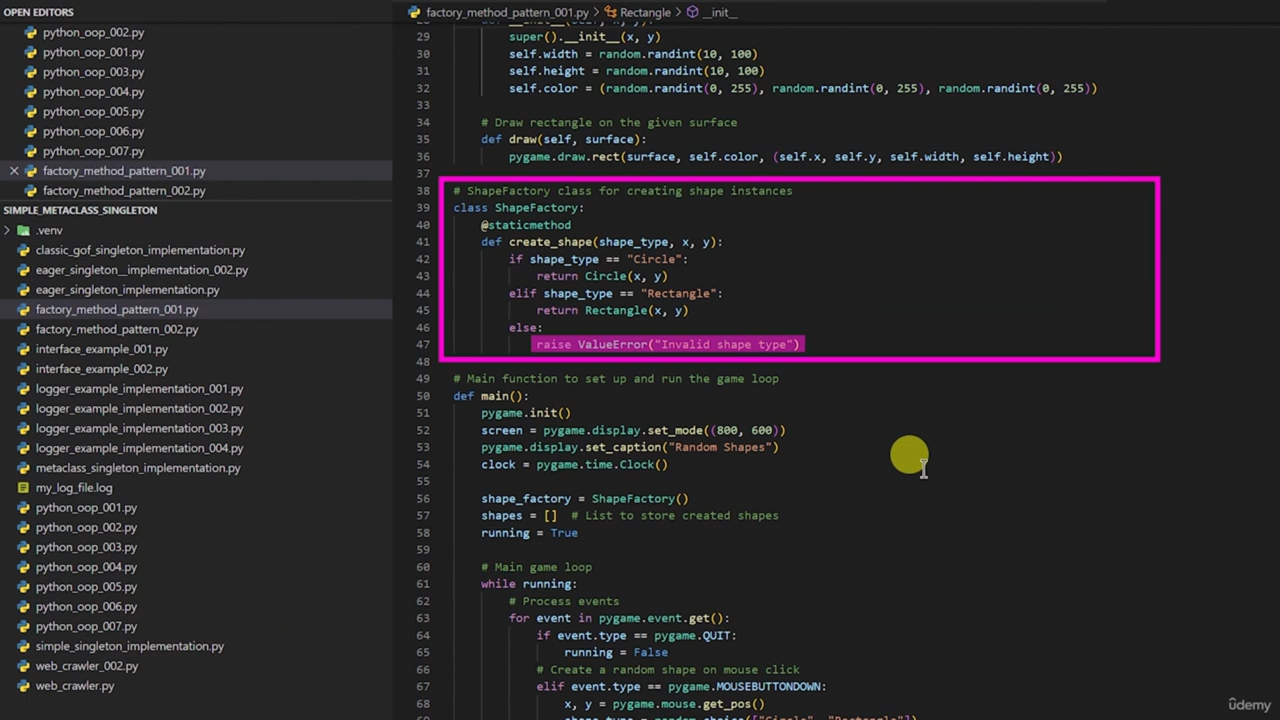 OPEN EDITORS
python_oop_002.py
python_oop_001.py
python_oop_003.py
python_oop_004.py
python_oop_005.py
python_oop_006.py
python_oop_007.py
factory_method_pattern_001.py
factory_method_pattern_002.py
SIMPLE_METACLASS_SINGLETON
.venv
classic_gof_singleton_implementation.py
eager_singleton__implementation_002.py
eager_singleton_implementation.py
factory_method_pattern_001.py
factory_method_pattern_002.py
interface_example_001.py
interface_example_002.py
logger_example_implementation_001.py
logger_example_implementation_002.py
logger_example_implementation_003.py
logger_example_implementation_004.py
metaclass_singleton_implementation.py
my_log_file.log
python_oop_001.py
python_oop_002.py
python_oop_003.py
python_oop_004.py
python_oop_005.py
python_oop_006.py
python_oop_007.py
simple_singleton_implementation.py
web_crawler_002.py
web_crawler.py
factory_method_pattern_001.py > Rectangle > __init__
28 def __init__(self, x, y):
29 super().__init__(x, y)
30 self.width = random.randint(10, 100)
31 self.height = random.randint(10, 100)
32 self.color = (random.randint(0, 255), random.randint(0, 255), random.randint(0, 255))
33
34 # Draw rectangle on the given surface
35 def draw(self, surface):
36 pygame.draw.rect(surface, self.color, (self.x, self.y, self.width, self.height))
37
38 # ShapeFactory class for creating shape instances
39 class ShapeFactory:
40 @staticmethod
41 def create_shape(shape_type, x, y):
42 if shape_type == "Circle":
43 return Circle(x, y)
44 elif shape_type == "Rectangle":
45 return Rectangle(x, y)
46 else:
47 raise ValueError("Invalid shape type")
48
49 # Main function to set up and run the game loop
50 def main():
51 pygame.init()
52 screen = pygame.display.set_mode((800, 600))
53 pygame.display.set_caption("Random Shapes")
54 clock = pygame.time.Clock()
55
56 shape_factory = ShapeFactory()
57 shapes = [] # List to store created shapes
58 running = True
59
60 # Main game loop
61 while running:
62 # Process events
63 for event in pygame.event.get():
64 if event.type == pygame.QUIT:
65 running = False
66 # Create a random shape on mouse click
67 elif event.type == pygame.MOUSEBUTTONDOWN:
68 x, y = pygame.mouse.get_pos()
69 shape_type = random.choice(["Circle", "Rectangle"])
udemy